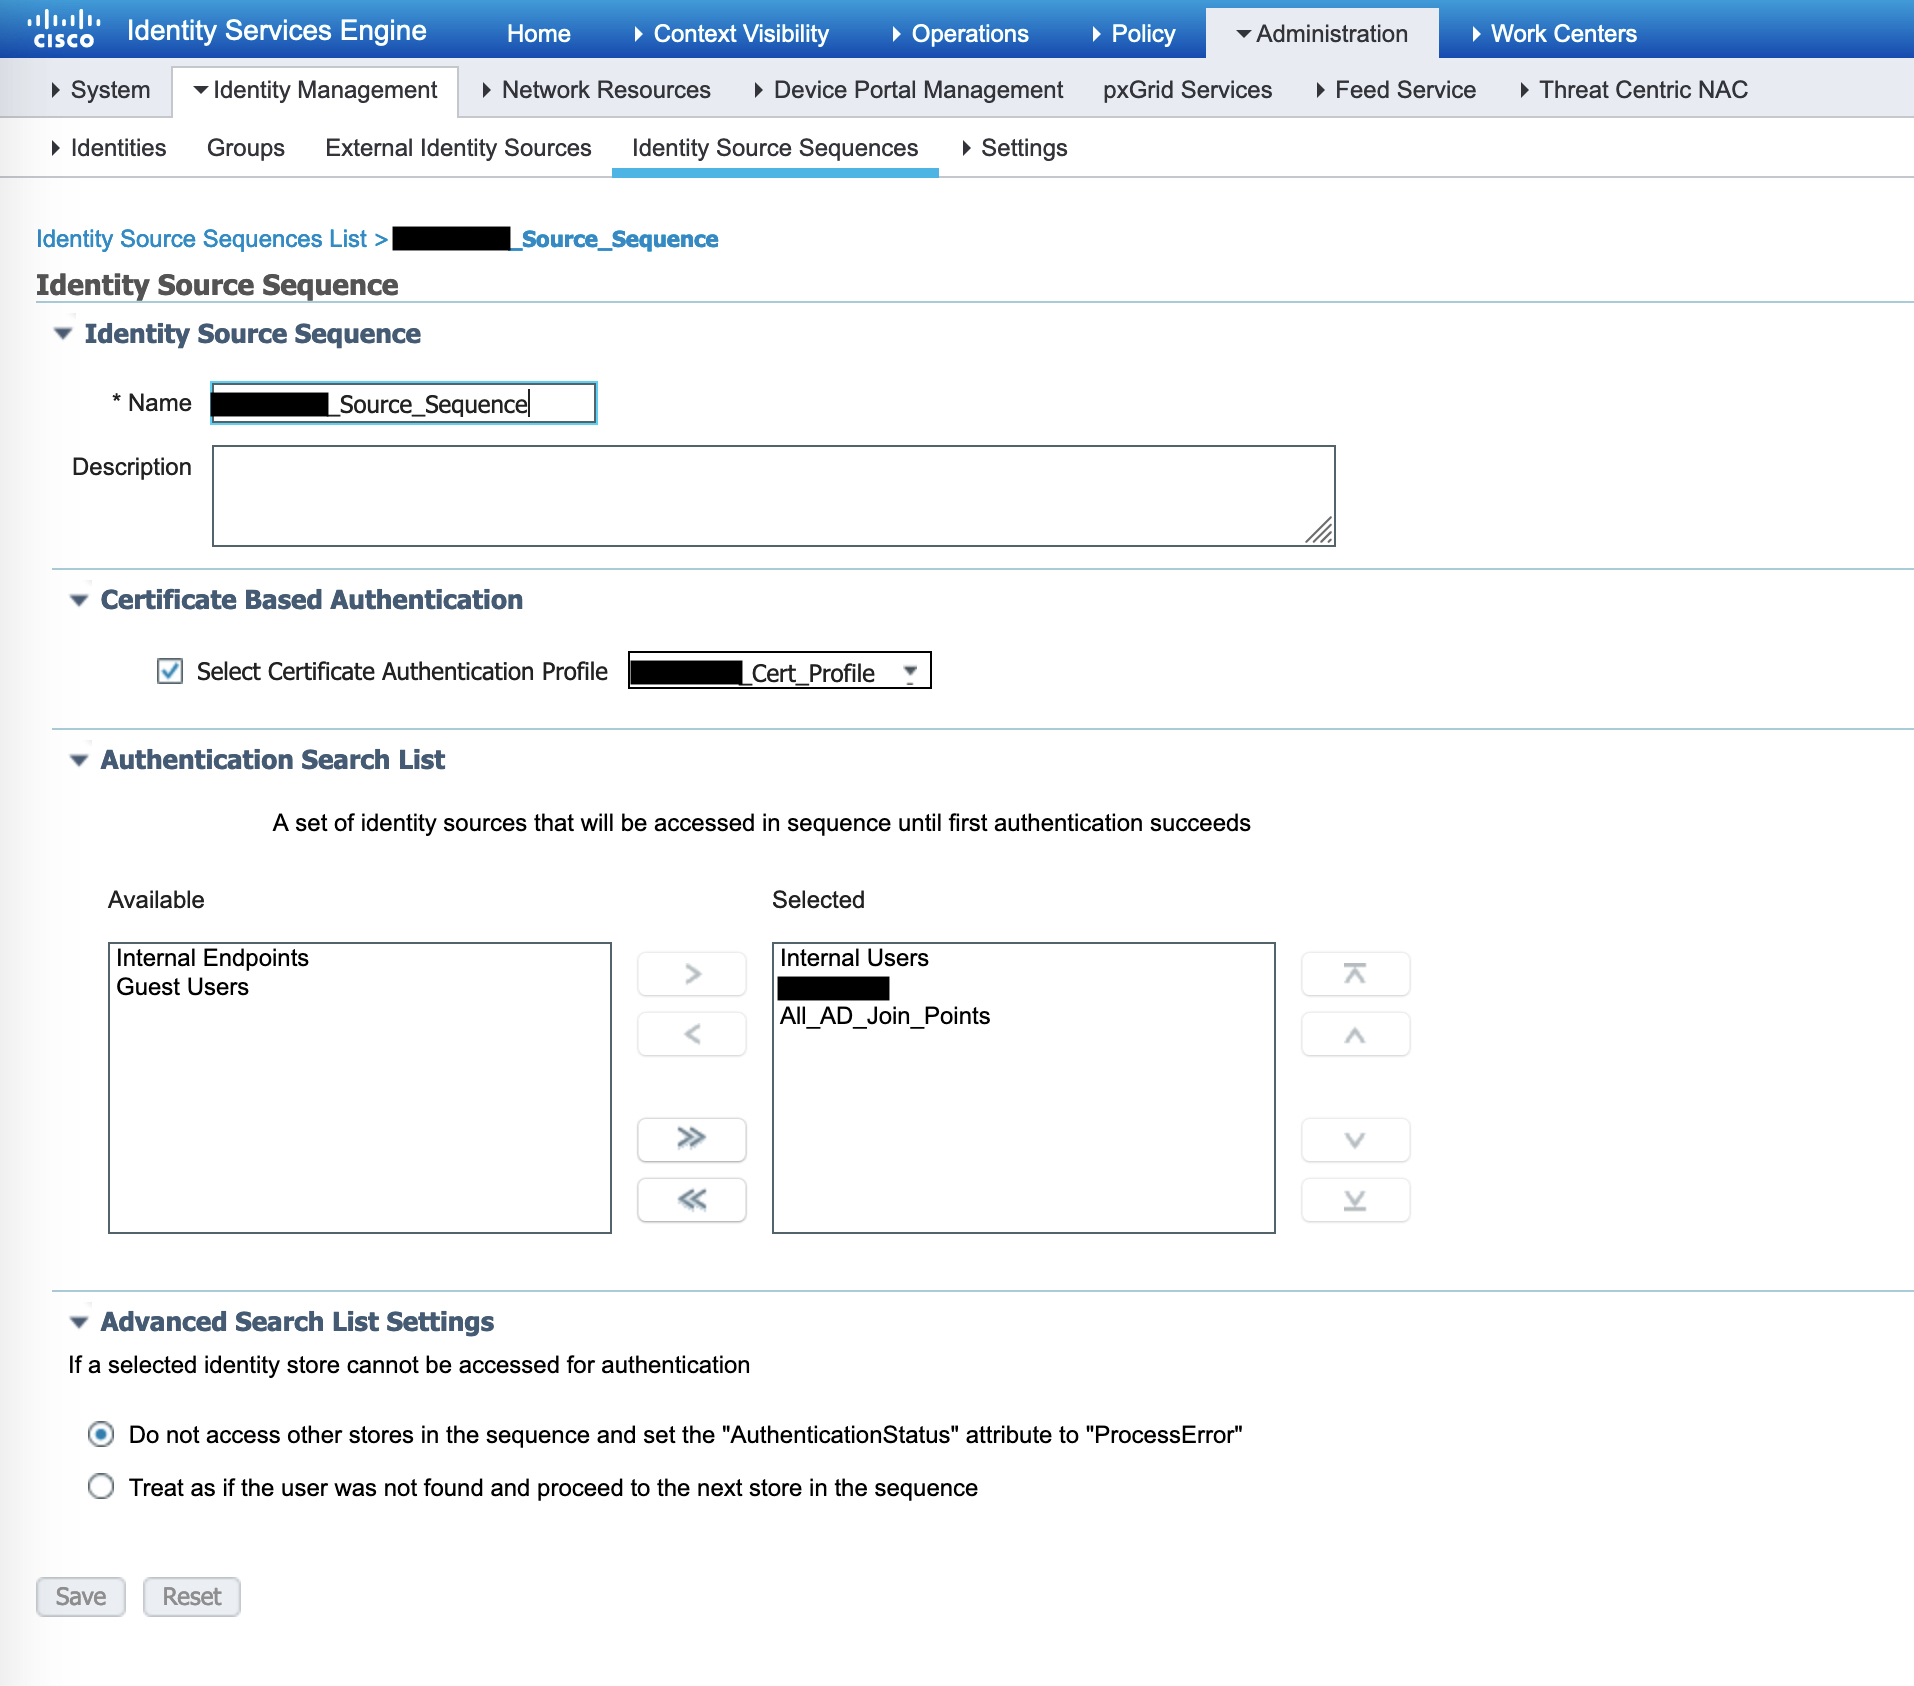 cisco Identity Services Engine Home Context Visibility Operations Policy Administration Work Centers
System Identity Management Network Resources Device Portal Management pxGrid Services Feed Service Threat Centric NAC
Identities Groups External Identity Sources Identity Source Sequences Settings
Identity Source Sequences List > _Source_Sequence
Identity Source Sequence
Identity Source Sequence
* Name _Source_Sequence
Description
Certificate Based Authentication
Select Certificate Authentication Profile _Cert_Profile
Authentication Search List
A set of identity sources that will be accessed in sequence until first authentication succeeds
Available Selected
Internal Endpoints
Guest Users
Internal Users
All_AD_Join_Points
Advanced Search List Settings
If a selected identity store cannot be accessed for authentication
Do not access other stores in the sequence and set the "AuthenticationStatus" attribute to "ProcessError"
Treat as if the user was not found and proceed to the next store in the sequence
Save Reset